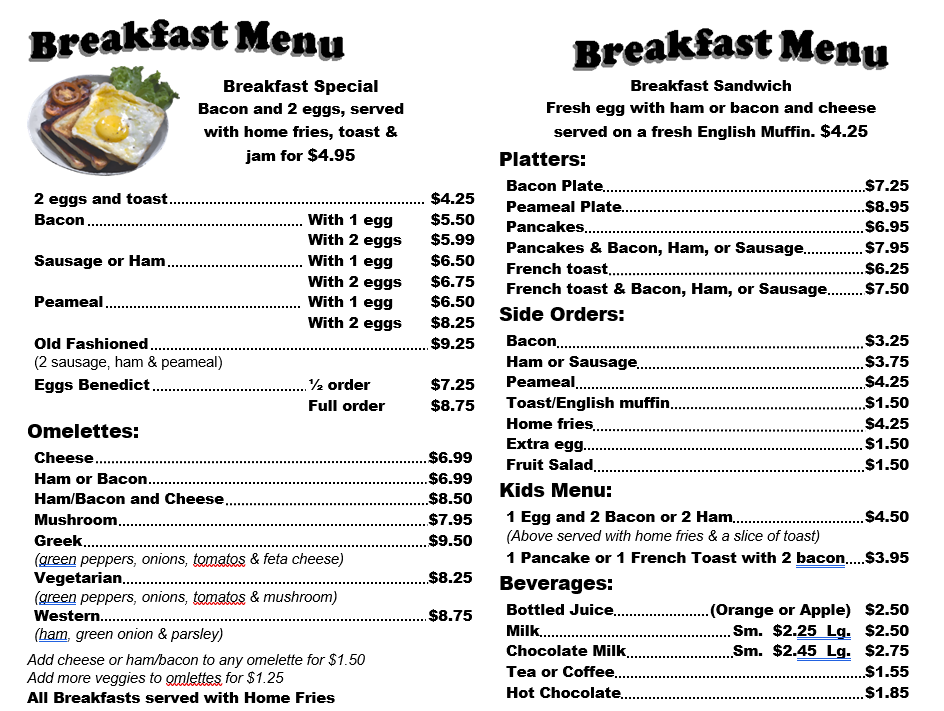 Breakfast Menu
Breakfast Special
Bacon and 2 eggs, served
with home fries, toast &
jam for $4.95
2 eggs and toast $4.25
Bacon With 1 egg $5.50
With 2 eggs $5.99
Sausage or Ham With 1 egg $6.50
With 2 eggs $6.75
Peameal With 1 egg $6.50
With 2 eggs $8.25
Old Fashioned $9.25
(2 sausage, ham & peameal)
Eggs Benedict ½ order $7.25
Full order $8.75
Omelettes:
Cheese $6.99
Ham or Bacon $6.99
Ham/Bacon and Cheese $8.50
Mushroom $7.95
Greek $9.50
(green peppers, onions, tomatos & feta cheese)
Vegetarian $8.25
(green peppers, onions, tomatos & mushroom)
Western $8.75
(ham, green onion & parsley)
Add cheese or ham/bacon to any omelette for $1.50
Add more veggies to omlettes for $1.25
All Breakfasts served with Home Fries
Breakfast Menu
Breakfast Sandwich
Fresh egg with ham or bacon and cheese
served on a fresh English Muffin. $4.25
Platters:
Bacon Plate $7.25
Peameal Plate $8.95
Pancakes $6.95
Pancakes & Bacon, Ham, or Sausage $7.95
French toast $6.25
French toast & Bacon, Ham, or Sausage $7.50
Side Orders:
Bacon $3.25
Ham or Sausage $3.75
Peameal $4.25
Toast/English muffin $1.50
Home fries $4.25
Extra egg $1.50
Fruit Salad $1.50
Kids Menu:
1 Egg and 2 Bacon or 2 Ham $4.50
(Above served with home fries & a slice of toast)
1 Pancake or 1 French Toast with 2 bacon $3.95
Beverages:
Bottled Juice (Orange or Apple) $2.50
Milk Sm. $2.25 Lg. $2.50
Chocolate Milk Sm. $2.45 Lg. $2.75
Tea or Coffee $1.55
Hot Chocolate $1.85